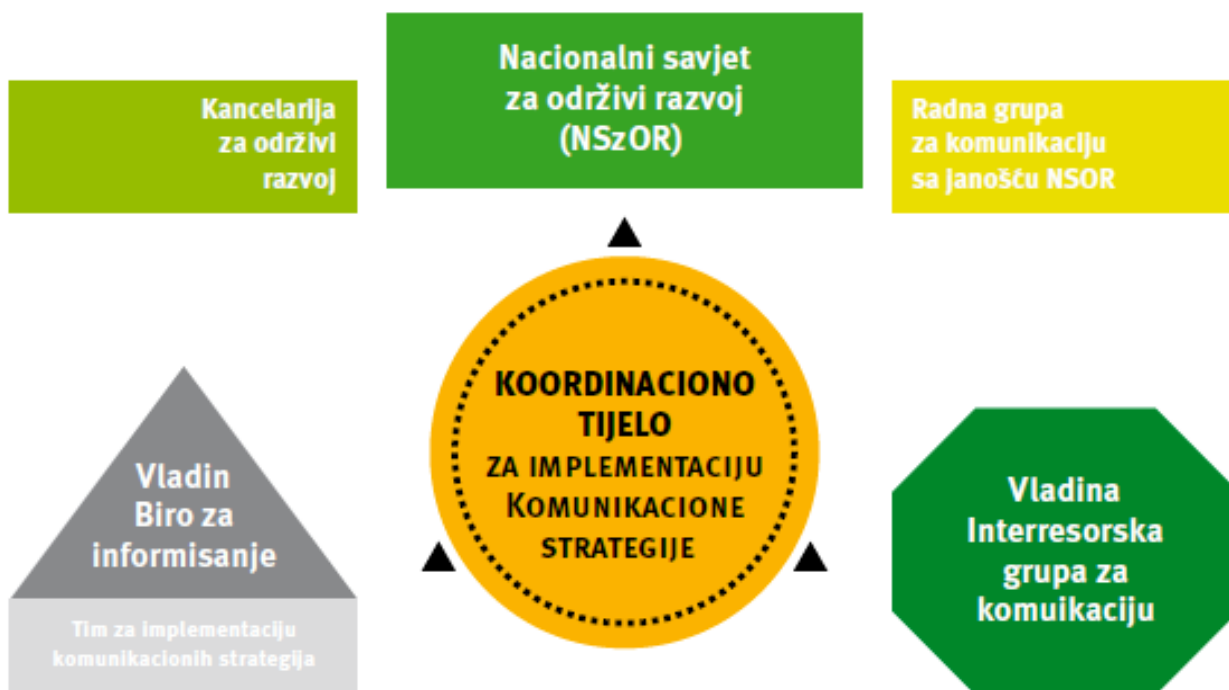 Kancelarija
za održivi
razvoj
Nacionalni savjet
za održivi razvoj
(NSzOR)
Radna grupa
za komunikaciju
sa janošću NSOR
KOORDINACIONO
TIJELO
ZA IMPLEMENTACIJU
KOMUNIKACIONE
STRATEGIJE
Vladin
Biro za
informisanje
Tim za implementaciju
komunikacionih strategija
Vladina
Interresorska
grupa za
komuikaciju